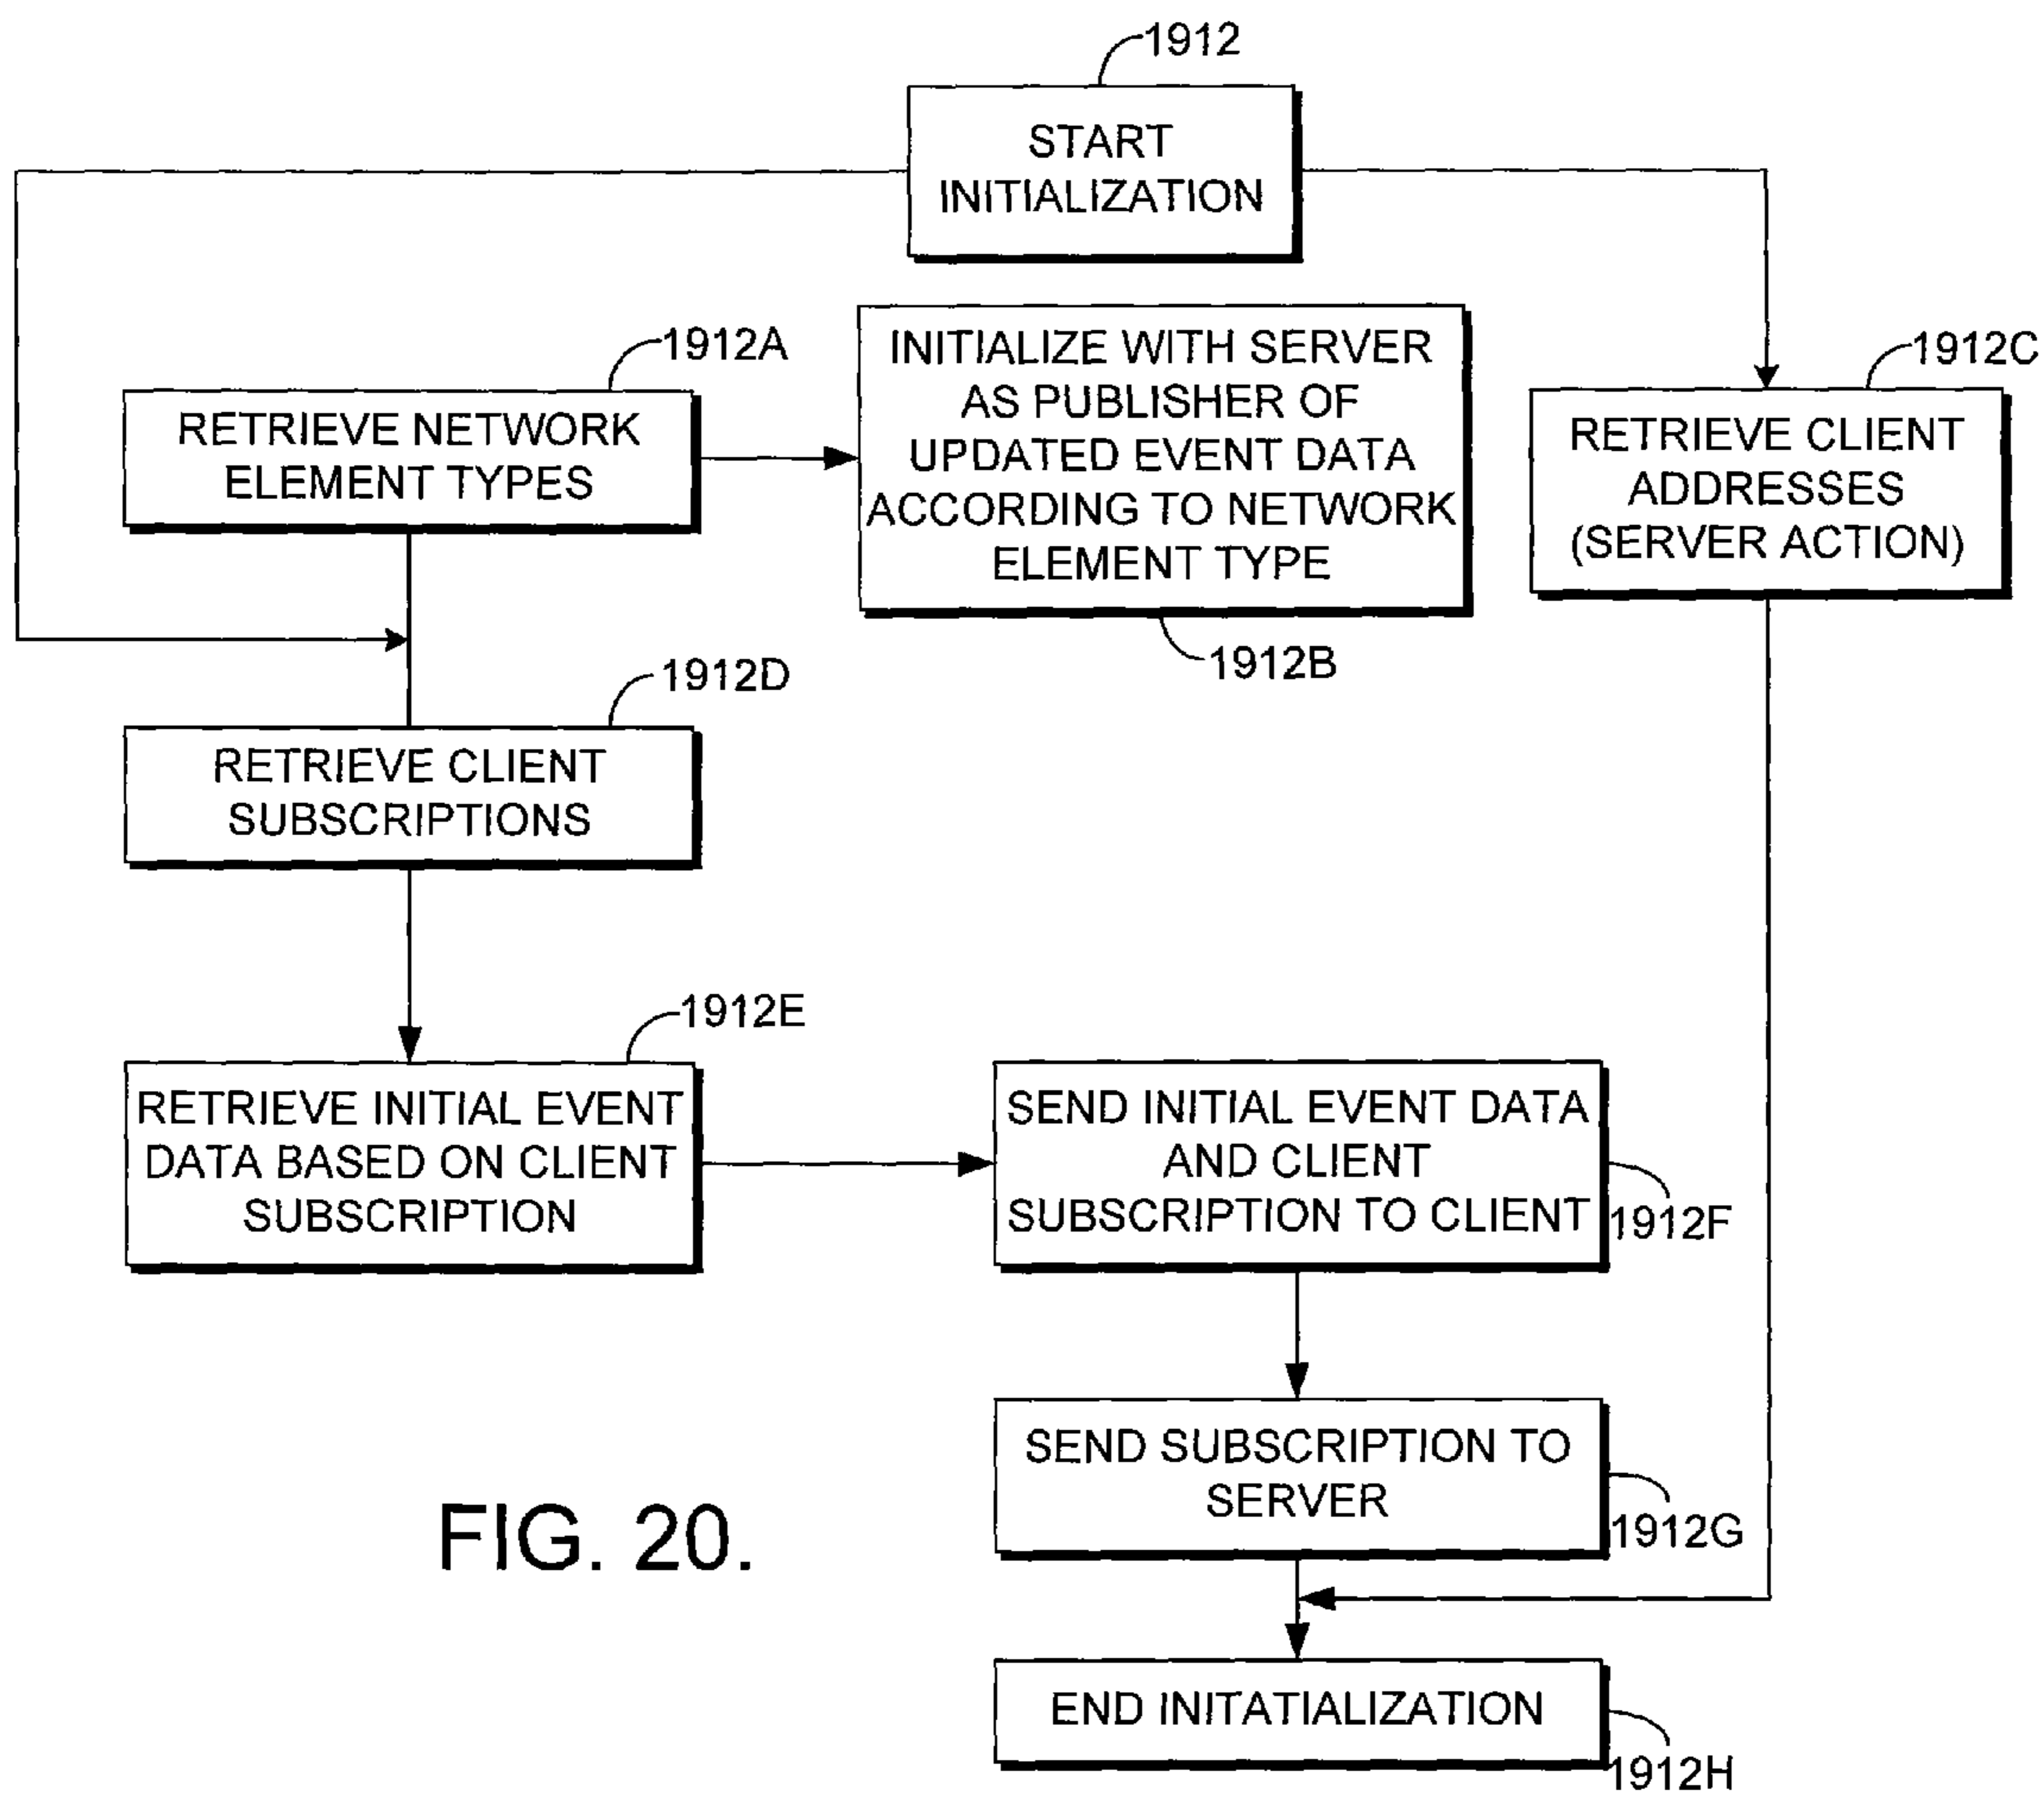 1912
START
INITIALIZATION
1912A
RETRIEVE NETWORK
ELEMENT TYPES
INITIALIZE WITH SERVER
AS PUBLISHER OF
UPDATED EVENT DATA
ACCORDING TO NETWORK
ELEMENT TYPE
1912B
1912C
RETRIEVE CLIENT
ADDRESSES
(SERVER ACTION)
1912D
RETRIEVE CLIENT
SUBSCRIPTIONS
1912E
RETRIEVE INITIAL EVENT
DATA BASED ON CLIENT
SUBSCRIPTION
SEND INITIAL EVENT DATA
AND CLIENT
SUBSCRIPTION TO CLIENT
1912F
SEND SUBSCRIPTION TO
SERVER
1912G
FIG. 20.
END INITATIALIZATION
1912H